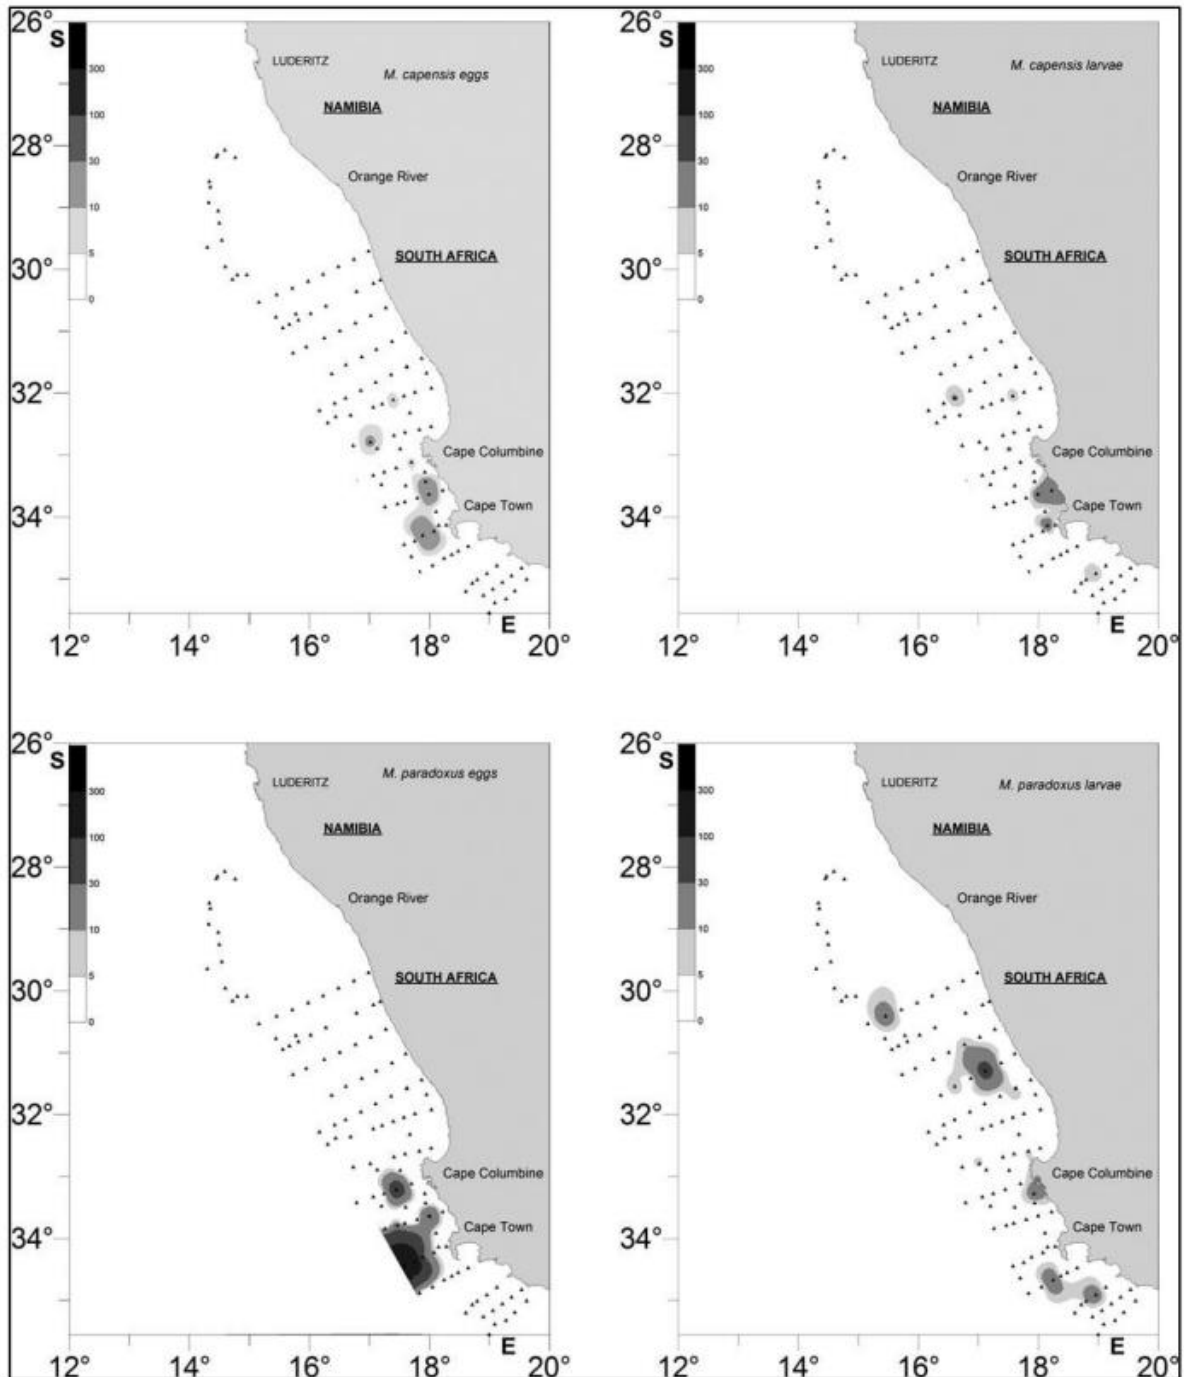 26°
S
300
100
30
10
5
0
LUDERITZ
M. capensis eggs
NAMIBIA
28°
Orange River
30°
SOUTH AFRICA
32°
Cape Columbine
34°
Cape Town
E
12° 14° 16° 18° 20°
26°
S
300
100
30
10
5
0
LUDERITZ
M. capensis larvae
NAMIBIA
28°
Orange River
30°
SOUTH AFRICA
32°
Cape Columbine
34°
Cape Town
E
12° 14° 16° 18° 20°
26°
S
300
100
30
10
5
0
LUDERITZ
M. paradoxus eggs
NAMIBIA
28°
Orange River
30°
SOUTH AFRICA
32°
Cape Columbine
34°
Cape Town
E
12° 14° 16° 18° 20°
26°
S
300
100
30
10
5
0
LUDERITZ
M. paradoxus larvae
NAMIBIA
28°
Orange River
30°
SOUTH AFRICA
32°
Cape Columbine
34°
Cape Town
E
12° 14° 16° 18° 20°